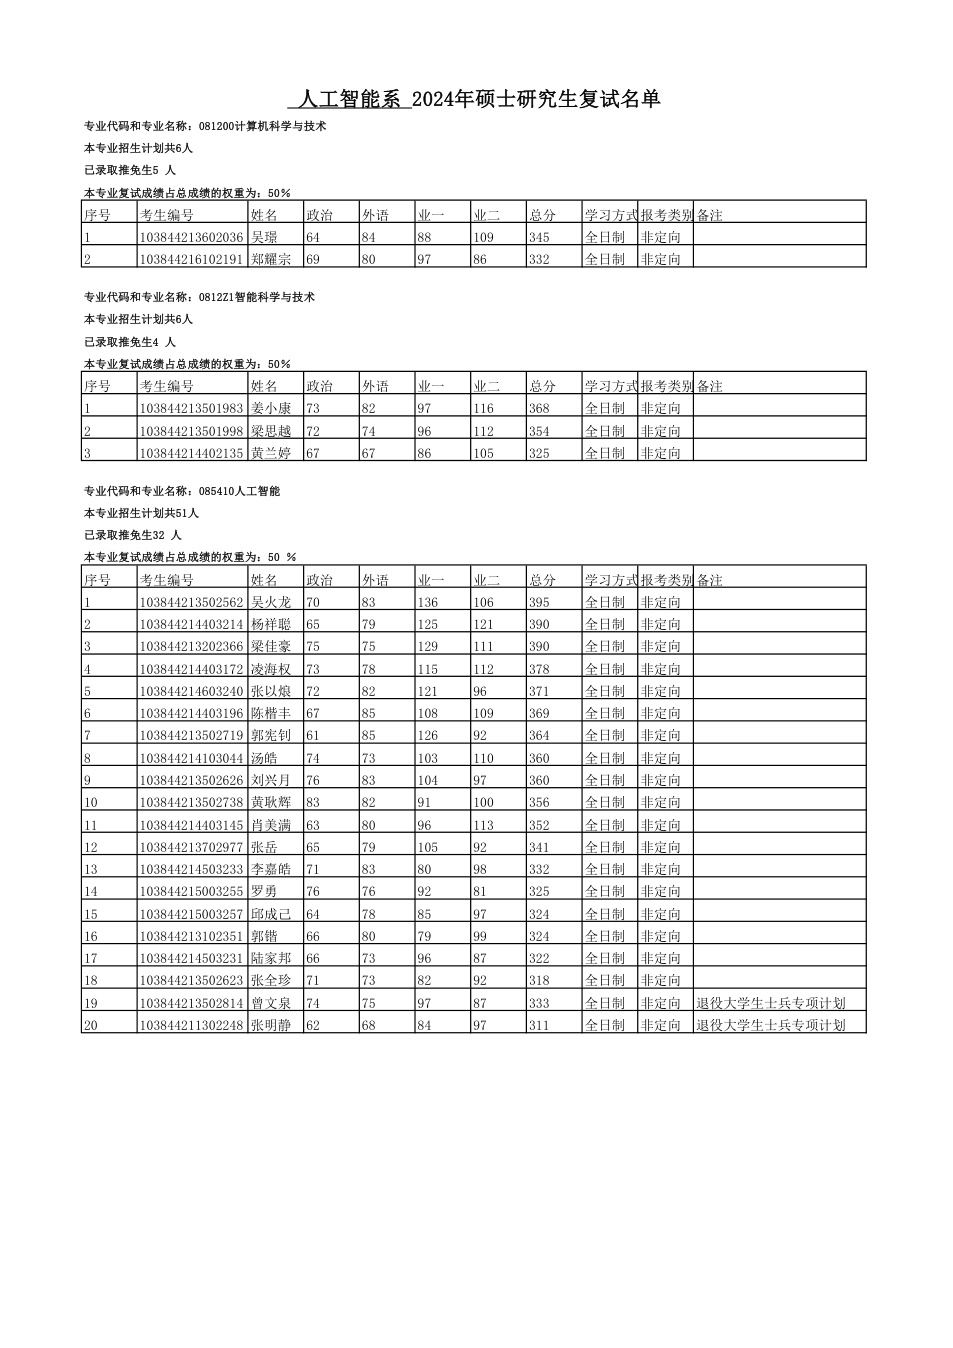 人工智能系 2024年硕士研究生复试名单
专业代码和专业名称：081200计算机科学与技术
本专业招生计划共6人
已录取推免生5 人
本专业复试成绩占总成绩的权重为：50%
序号 考生编号 姓名 政治 外语 业一 业二 总分 学习方式 报考类别 备注
1 103844213602036 吴璟 64 84 88 109 345 全日制 非定向
2 103844216102191 郑耀宗 69 80 97 86 332 全日制 非定向
专业代码和专业名称：0812Z1智能科学与技术
本专业招生计划共6人
已录取推免生4 人
本专业复试成绩占总成绩的权重为：50%
序号 考生编号 姓名 政治 外语 业一 业二 总分 学习方式 报考类别 备注
1 103844213501983 姜小康 73 82 97 116 368 全日制 非定向
2 103844213501998 梁思越 72 74 96 112 354 全日制 非定向
3 103844214402135 黄兰婷 67 67 86 105 325 全日制 非定向
专业代码和专业名称：085410人工智能
本专业招生计划共51人
已录取推免生32 人
本专业复试成绩占总成绩的权重为：50 %
序号 考生编号 姓名 政治 外语 业一 业二 总分 学习方式 报考类别 备注
1 103844213502562 吴火龙 70 83 136 106 395 全日制 非定向
2 103844214403214 杨祥聪 65 79 125 121 390 全日制 非定向
3 103844213202366 梁佳豪 75 75 129 111 390 全日制 非定向
4 103844214403172 凌海权 73 78 115 112 378 全日制 非定向
5 103844214603240 张以烺 72 82 121 96 371 全日制 非定向
6 103844214403196 陈楷丰 67 85 108 109 369 全日制 非定向
7 103844213502719 郭宪钊 61 85 126 92 364 全日制 非定向
8 103844214103044 汤皓 74 73 103 110 360 全日制 非定向
9 103844213502626 刘兴月 76 83 104 97 360 全日制 非定向
10 103844213502738 黄耿辉 83 82 91 100 356 全日制 非定向
11 103844214403145 肖美满 63 80 96 113 352 全日制 非定向
12 103844213702977 张岳 65 79 105 92 341 全日制 非定向
13 103844214503233 李嘉皓 71 83 80 98 332 全日制 非定向
14 103844215003255 罗勇 76 76 92 81 325 全日制 非定向
15 103844215003257 邱成己 64 78 85 97 324 全日制 非定向
16 103844213102351 郭锴 66 80 79 99 324 全日制 非定向
17 103844214503231 陆家邦 66 73 96 87 322 全日制 非定向
18 103844213502623 张全珍 71 73 82 92 318 全日制 非定向
19 103844213502814 曾文泉 74 75 97 87 333 全日制 非定向 退役大学生士兵专项计划
20 103844211302248 张明静 62 68 84 97 311 全日制 非定向 退役大学生士兵专项计划